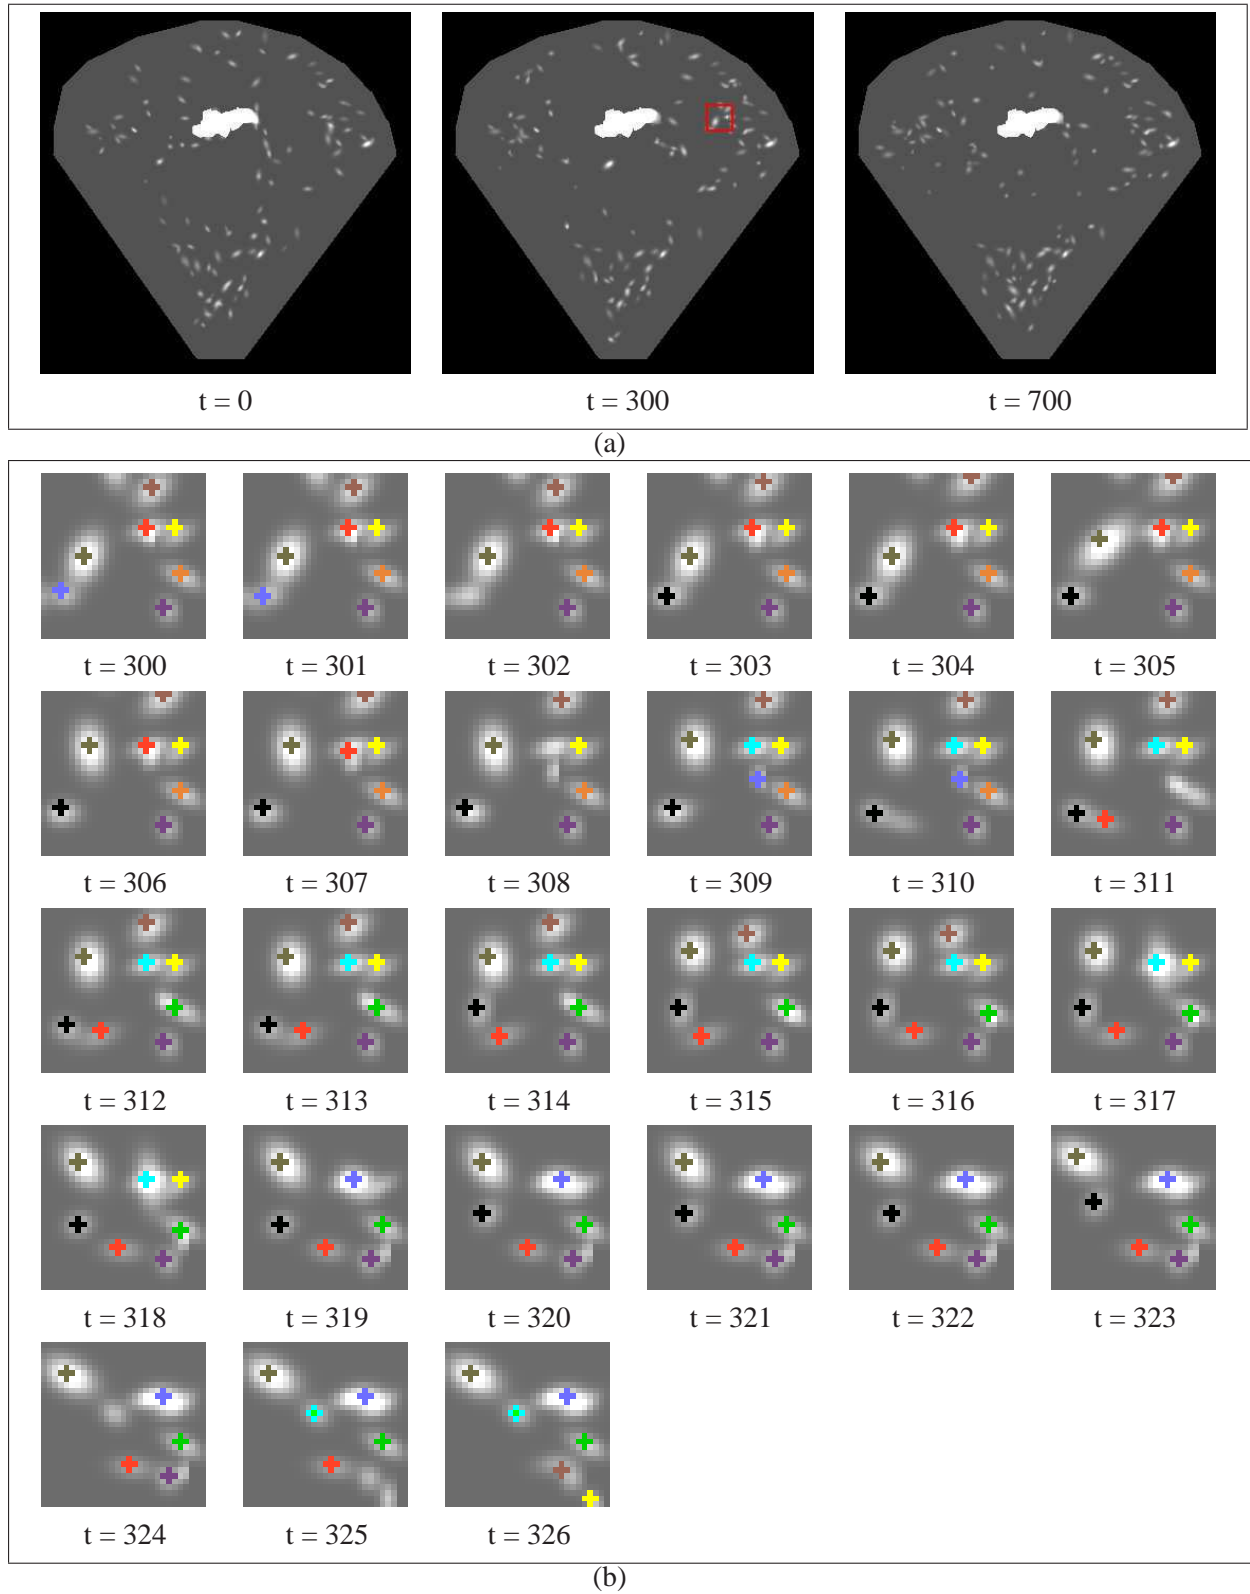 t = 0 t = 300 t = 700
(a)
t = 300 t = 301 t = 302 t = 303 t = 304 t = 305
t = 306 t = 307 t = 308 t = 309 t = 310 t = 311
t = 312 t = 313 t = 314 t = 315 t = 316 t = 317
t = 318 t = 319 t = 320 t = 321 t = 322 t = 323
t = 324 t = 325 t = 326
(b)